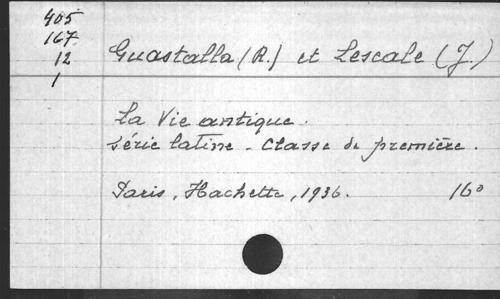 405
167
12
1
Guastalla (R.) et Lescale (J.)
La Vie antique.
Série latine - Classe de première.
Paris, Hachette, 1936. 16°